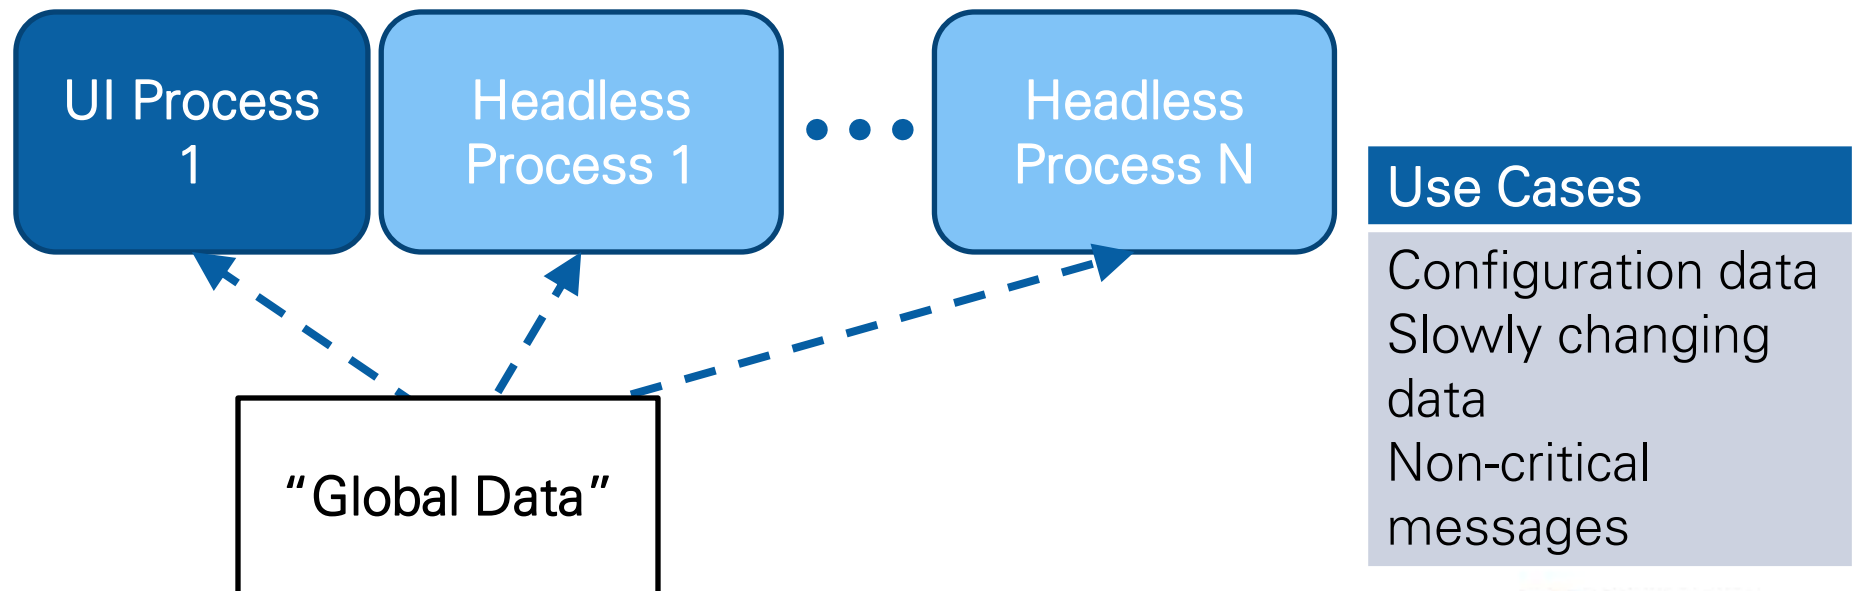 UI Process
1
Headless
Process 1
Headless
Process N
Use Cases
Configuration data
Slowly changing
data
Non-critical
messages
“Global Data”